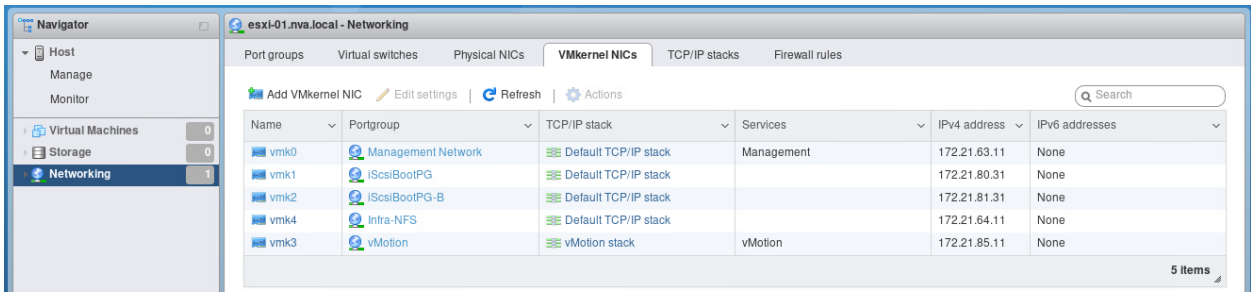 Navigator
esxi-01.nva.local - Networking
Host
Manage
Monitor
Virtual Machines 0
Storage 0
Networking 1
Port groups Virtual switches Physical NICs VMkernel NICs TCP/IP stacks Firewall rules
Add VMkernel NIC Edit settings | Refresh | Actions Search
Name Portgroup TCP/IP stack Services IPv4 address IPv6 addresses
vmk0 Management Network Default TCP/IP stack Management 172.21.63.11 None
vmk1 iScsiBootPG Default TCP/IP stack 172.21.80.31 None
vmk2 iScsiBootPG-B Default TCP/IP stack 172.21.81.31 None
vmk4 Infra-NFS Default TCP/IP stack 172.21.64.11 None
vmk3 vMotion vMotion stack vMotion 172.21.85.11 None
5 items